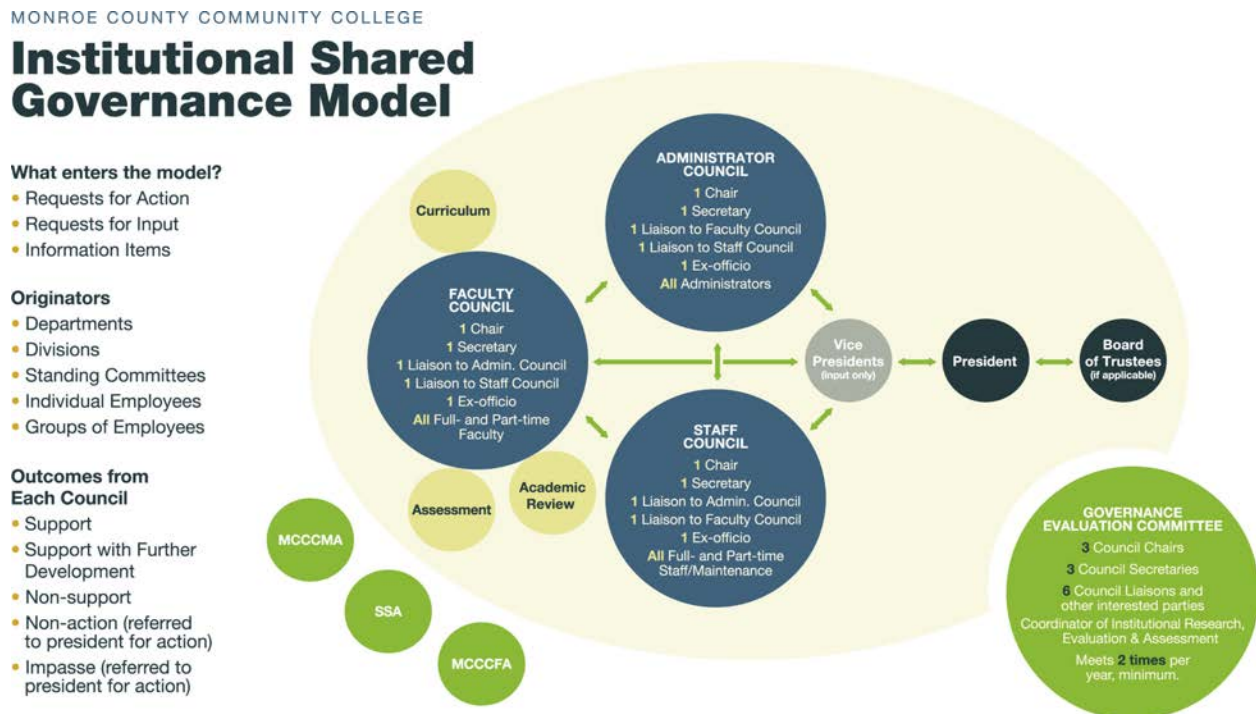 MONROE COUNTY COMMUNITY COLLEGE
Institutional Shared
Governance Model
What enters the model?
• Requests for Action
• Requests for Input
• Information Items
Originators
• Departments
• Divisions
• Standing Committees
• Individual Employees
• Groups of Employees
Outcomes from
Each Council
• Support
• Support with Further
Development
• Non-support
• Non-action (referred
to president for action)
• Impasse (referred to
president for action)
Curriculum
FACULTY
COUNCIL
1 Chair
1 Secretary
1 Liaison to Admin. Council
1 Liaison to Staff Council
1 Ex-officio
All Full- and Part-time
Faculty
Assessment
Academic
Review
ADMINISTRATOR
COUNCIL
1 Chair
1 Secretary
1 Liaison to Faculty Council
1 Liaison to Staff Council
1 Ex-officio
All Administrators
STAFF
COUNCIL
1 Chair
1 Secretary
1 Liaison to Admin. Council
1 Liaison to Faculty Council
1 Ex-officio
All Full- and Part-time
Staff/Maintenance
Vice
Presidents
(input only)
President
Board
of Trustees
(if applicable)
MCCCMA
SSA
MCCCFA
GOVERNANCE
EVALUATION COMMITTEE
3 Council Chairs
3 Council Secretaries
6 Council Liaisons and
other interested parties
Coordinator of Institutional Research,
Evaluation & Assessment
Meets 2 times per
year, minimum.